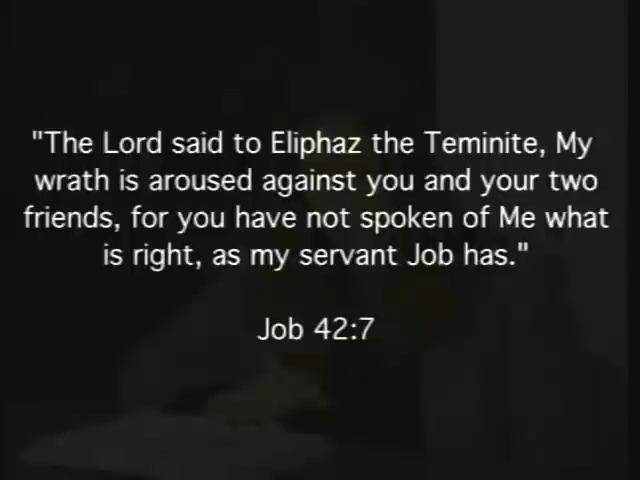 "The Lord said to Eliphaz the Teminite, My
wrath is aroused against you and your two
friends, for you have not spoken of Me what
is right, as my servant Job has."
Job 42:7